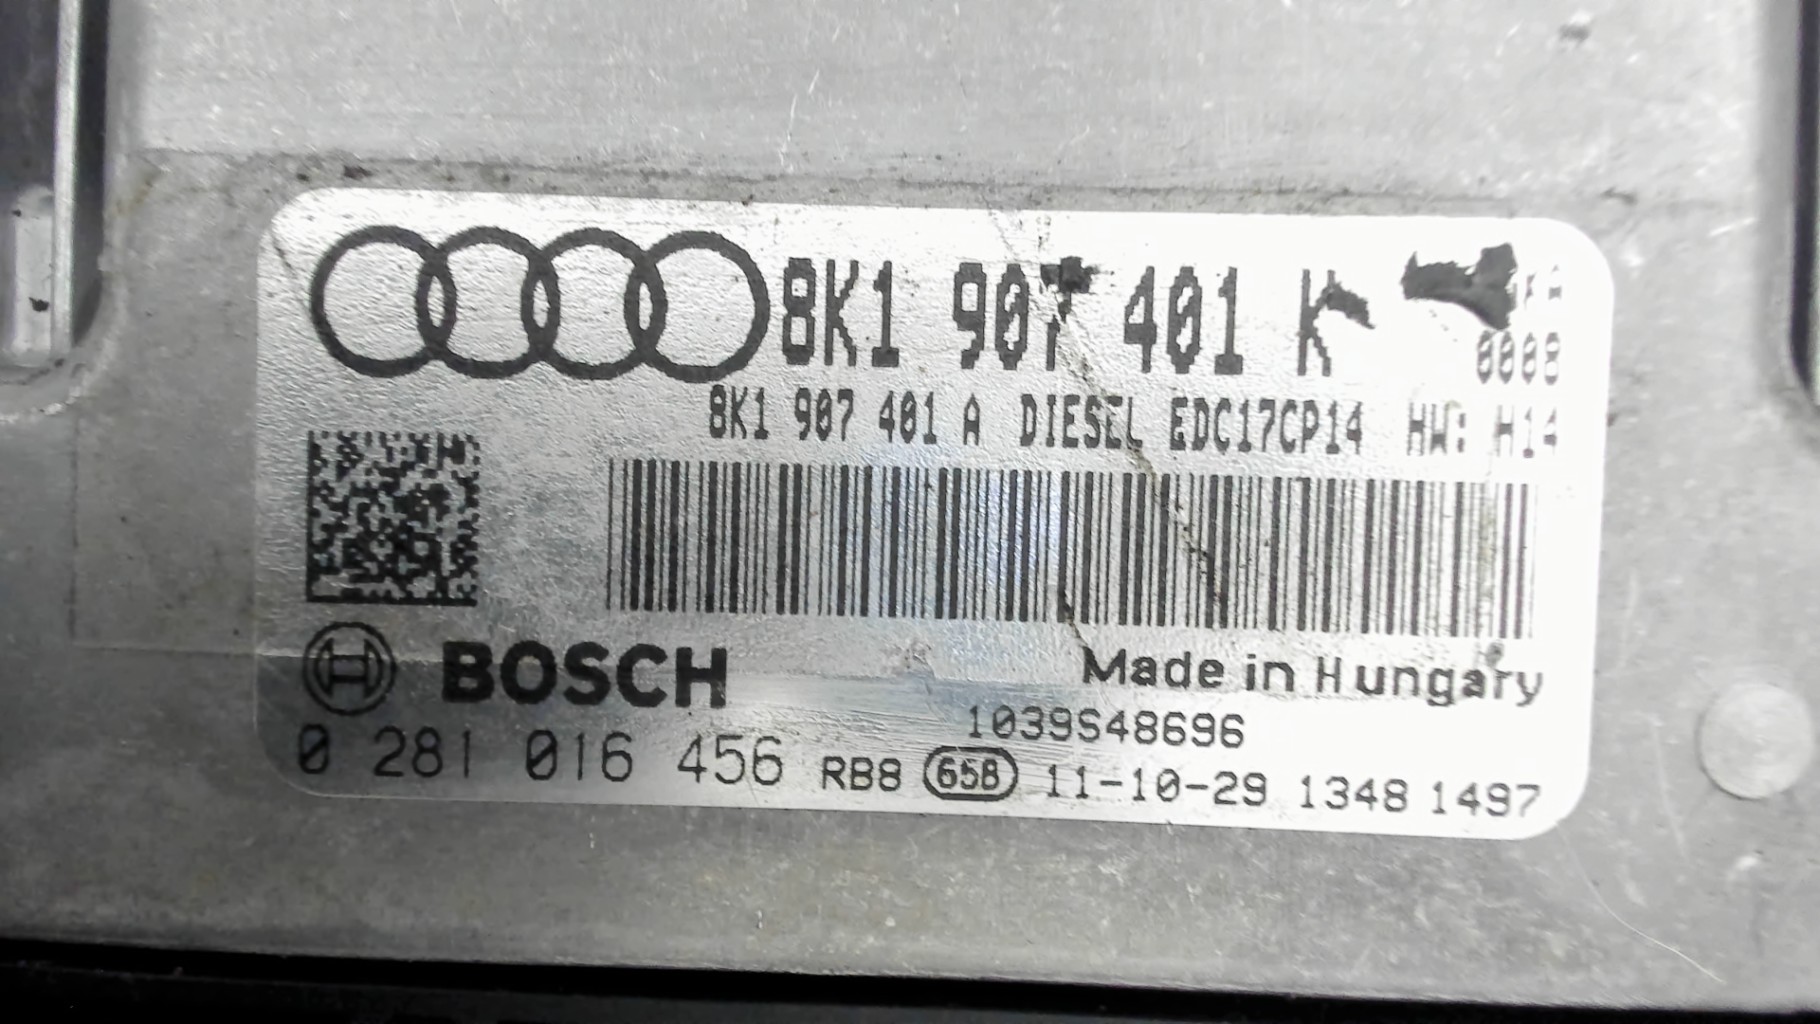 8K1 907 401 K
0008
8K1 907 401 A DIESEL EDC17CP14 HW: H14
BOSCH
Made in Hungary
1039S48696
0 281 016 456 RB8 65B 11-10-29 1348 1497